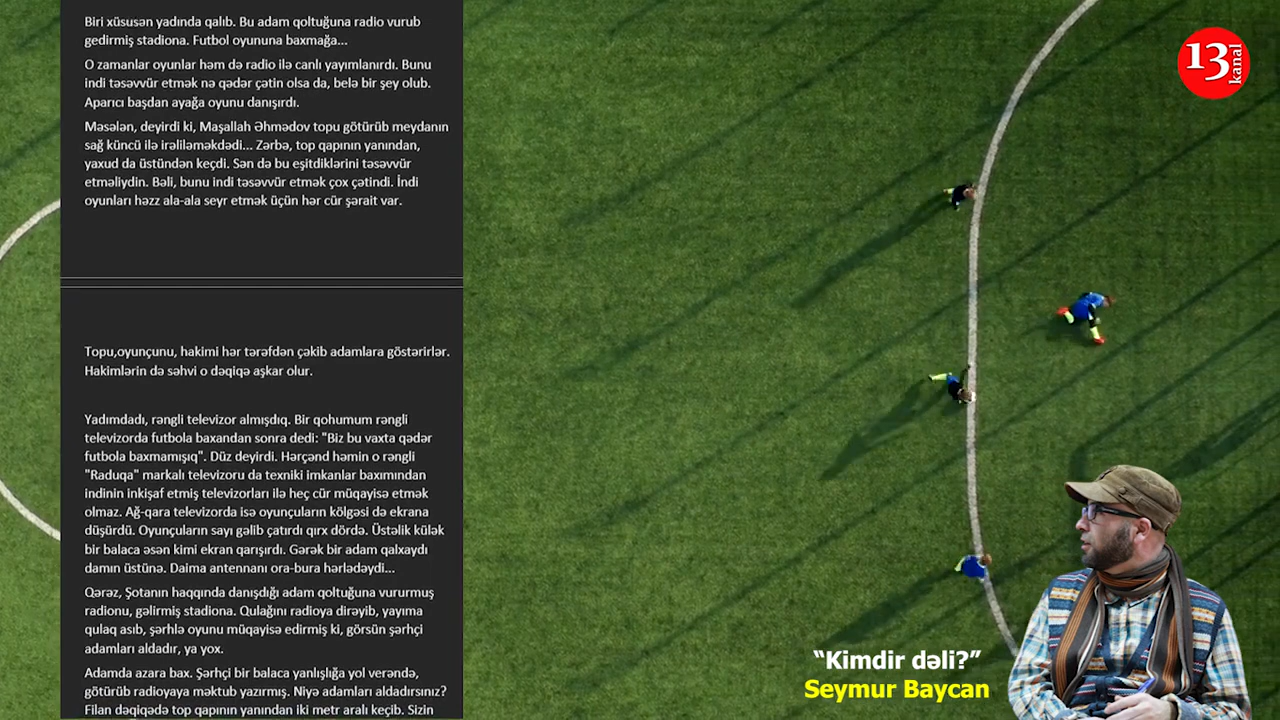 Biri xüsusən yadında qalıb. Bu adam qoltuğuna radio vurub
gedirmiş stadiona. Futbol oyununa baxmağa...
O zamanlar oyunlar həm də radio ilə canlı yayımlanırdı. Bunu
indi təsəvvür etmək nə qədər çətin olsa da, belə bir şey olub.
Aparıcı başdan ayağa oyunu danışırdı.
Məsələn, deyirdi ki, Maşallah Əhmədov topu götürüb meydanın
sağ küncü ilə irəliləməkdədi... Zərbə, top qapının yanından,
yaxud da üstündən keçdi. Sən də bu eşitdiklərini təsəvvür
etməliydin. Bəli, bunu indi təsəvvür etmək çox çətindi. İndi
oyunları həzz ala-ala seyr etmək üçün hər cür şərait var.
Topu,oyunçunu, hakimi hər tərəfdən çəkib adamlara göstərirlər.
Hakimlərin də səhvi o dəqiqə aşkar olur.
Yadımdadı, rəngli televizor almışdıq. Bir qohumum rəngli
televizorda futbola baxandan sonra dedi: "Biz bu vaxta qədər
futbola baxmamışıq". Düz deyirdi. Hərçənd həmin o rəngli
"Raduqa" markalı televizoru da texniki imkanlar baxımından
indinin inkişaf etmiş televizorları ilə heç cür müqayisə etmək
olmaz. Ağ-qara televizorda isə oyunçuların kölgəsi də ekrana
düşürdü. Oyunçuların sayı gəlib çatırdı qırx dördə. Üstəlik külək
bir balaca əsən kimi ekran qarışırdı. Gərək bir adam qalxaydı
damın üstünə. Daima antennanı ora-bura hərlədəydi...
Qərəz, Şotanın haqqında danışdığı adam qoltuğuna vururmuş
radionu, gəlirmiş stadiona. Qulağını radioya dirəyib, yayıma
qulaq asıb, şərhlə oyunu müqayisə edirmiş ki, görsün şərhçi
adamları aldadır, ya yox.
Adamda azara bax. Şərhçi bir balaca yanlışlığa yol verəndə,
götürüb radioyaya məktub yazırmış. Niyə adamları aldadırsınız?
Filan dəqiqədə top qapının yanından iki metr aralı keçib. Sizin
13 kanal
“Kimdir dəli?”
Seymur Baycan